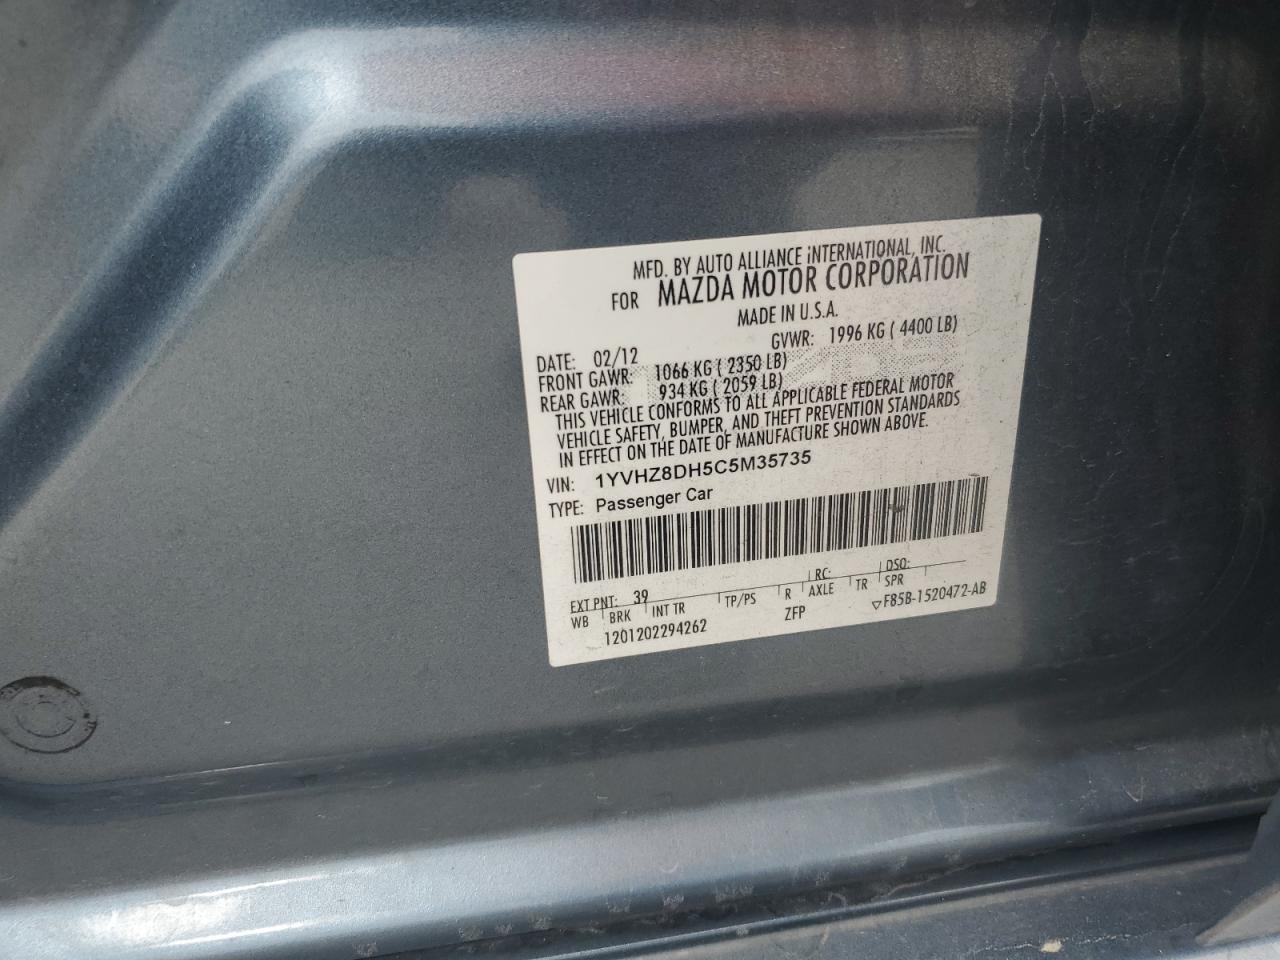 MFD. BY AUTO ALLIANCE INTERNATIONAL, INC.
FOR MAZDA MOTOR CORPORATION
MADE IN U.S.A.
DATE: 02/12 GVWR: 1996 KG ( 4400 LB)
FRONT GAWR: 1066 KG ( 2350 LB)
REAR GAWR: 934 KG ( 2059 LB)
THIS VEHICLE CONFORMS TO ALL APPLICABLE FEDERAL MOTOR
VEHICLE SAFETY, BUMPER, AND THEFT PREVENTION STANDARDS
IN EFFECT ON THE DATE OF MANUFACTURE SHOWN ABOVE.
VIN: 1YVHZ8DH5C5M35735
TYPE: Passenger Car
EXT PNT: 39 RC: DSO:
WB BRK INT TR TP/PS R AXLE TR SPR
1201202294262 ZFP ▽F85B-1520472-AB